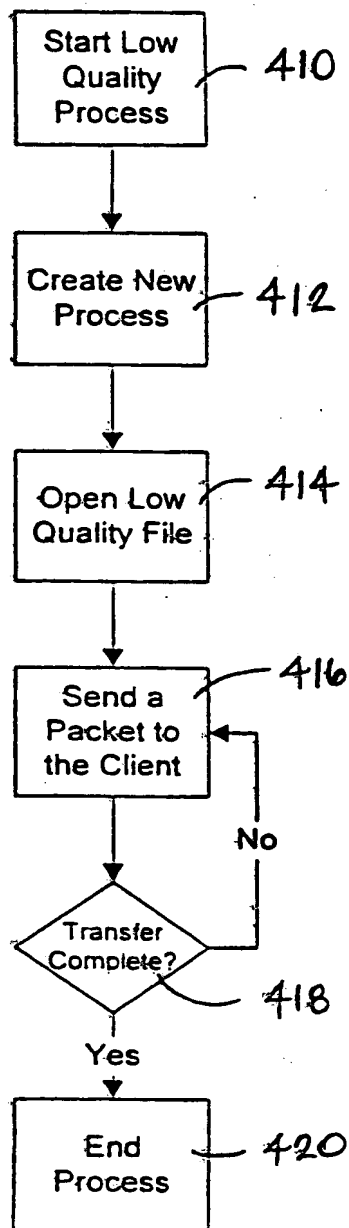 Start Low
Quality
Process
410
Create New
Process
412
Open Low
Quality File
414
Send a
Packet to
the Client
416
No
Transfer
Complete?
418
Yes
End
Process
420